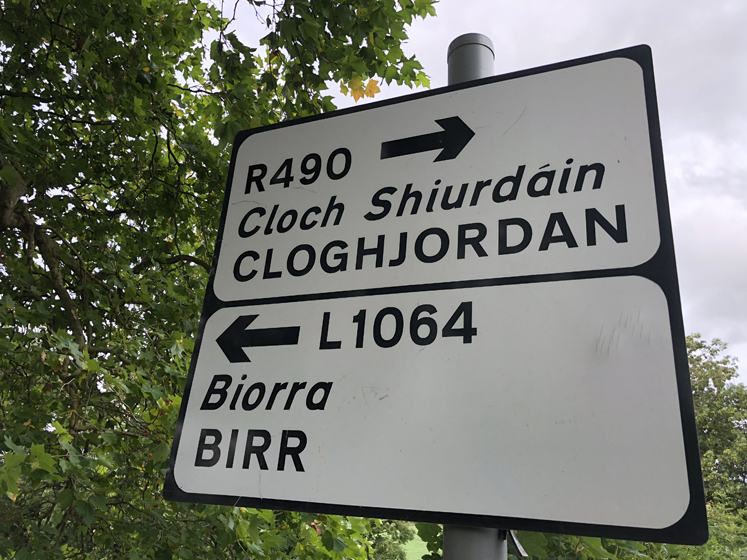 R490
Cloch Shiurdáin
CLOGHJORDAN
L1064
Biorra
BIRR